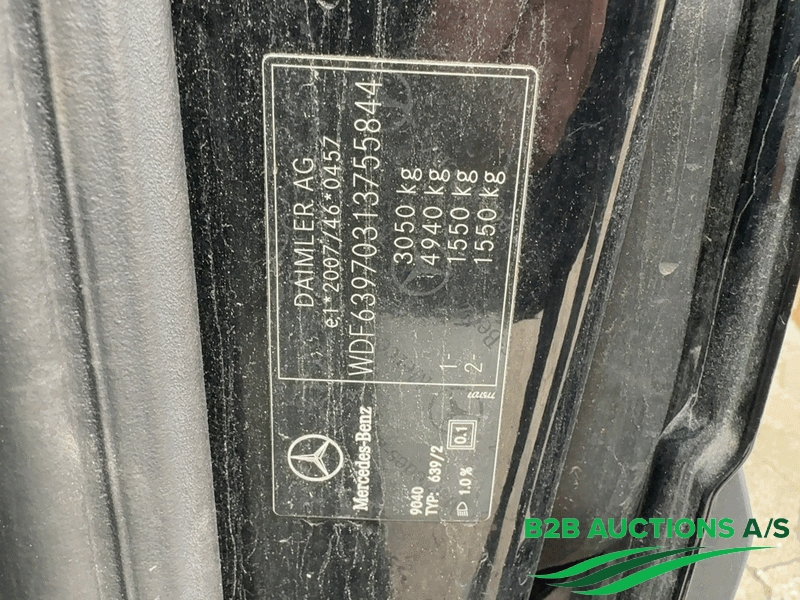 DAIMLER AG
e1*2007/46*0457
WDF63970313755844
3050 kg
4940 kg
1- 1550 kg
2- 1550 kg
Mercedes-Benz
9040
TYP: 639/2
1.0 %
0.1
B2B AUCTIONS A/S